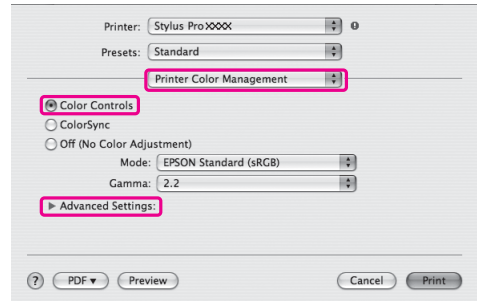 Printer: Stylus Pro XXXX
Presets: Standard
Printer Color Management
Color Controls
ColorSync
Off (No Color Adjustment)
Mode: EPSON Standard (sRGB)
Gamma: 2.2
Advanced Settings:
? PDF Preview Cancel Print